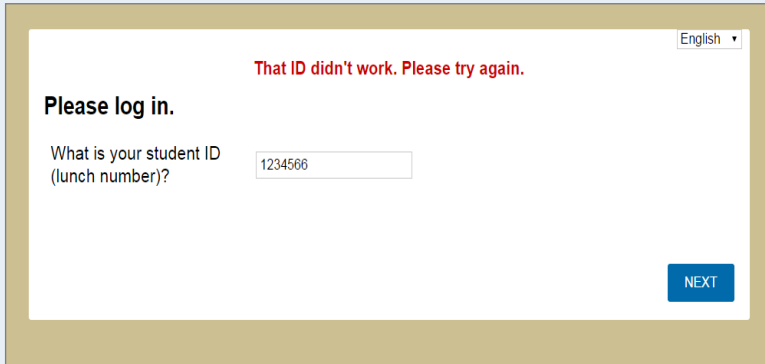 English
That ID didn't work. Please try again.
Please log in.
What is your student ID
(lunch number)?
1234566
NEXT